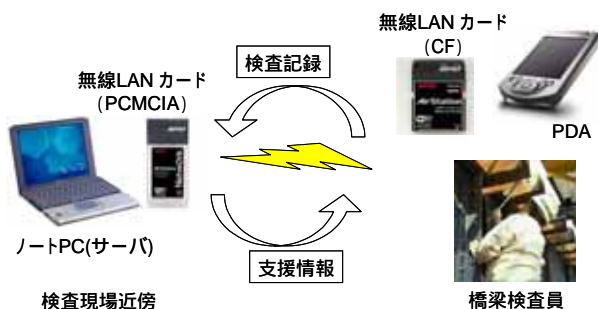 無線LAN カード
(CF)
検査記録
無線LAN カード
(PCMCIA)
AirStation
PDA
ノートPC(サーバ)
支援情報
検査現場近傍
橋梁検査員